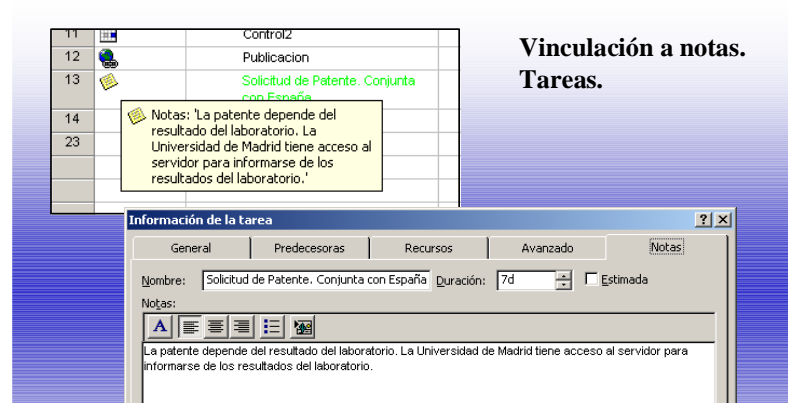 Vinculación a notas.
Tareas.
11 Control2
12 Publicacion
13 Solicitud de Patente. Conjunta
con España
14
23
Notas: 'La patente depende del
resultado del laboratorio. La
Universidad de Madrid tiene acceso al
servidor para informarse de los
resultados del laboratorio.'
Información de la tarea
General Predecesoras Recursos Avanzado Notas
Nombre: Solicitud de Patente. Conjunta con España Duración: 7d Estimada
Notas:
A
La patente depende del resultado del laboratorio. La Universidad de Madrid tiene acceso al servidor para
informarse de los resultados del laboratorio.